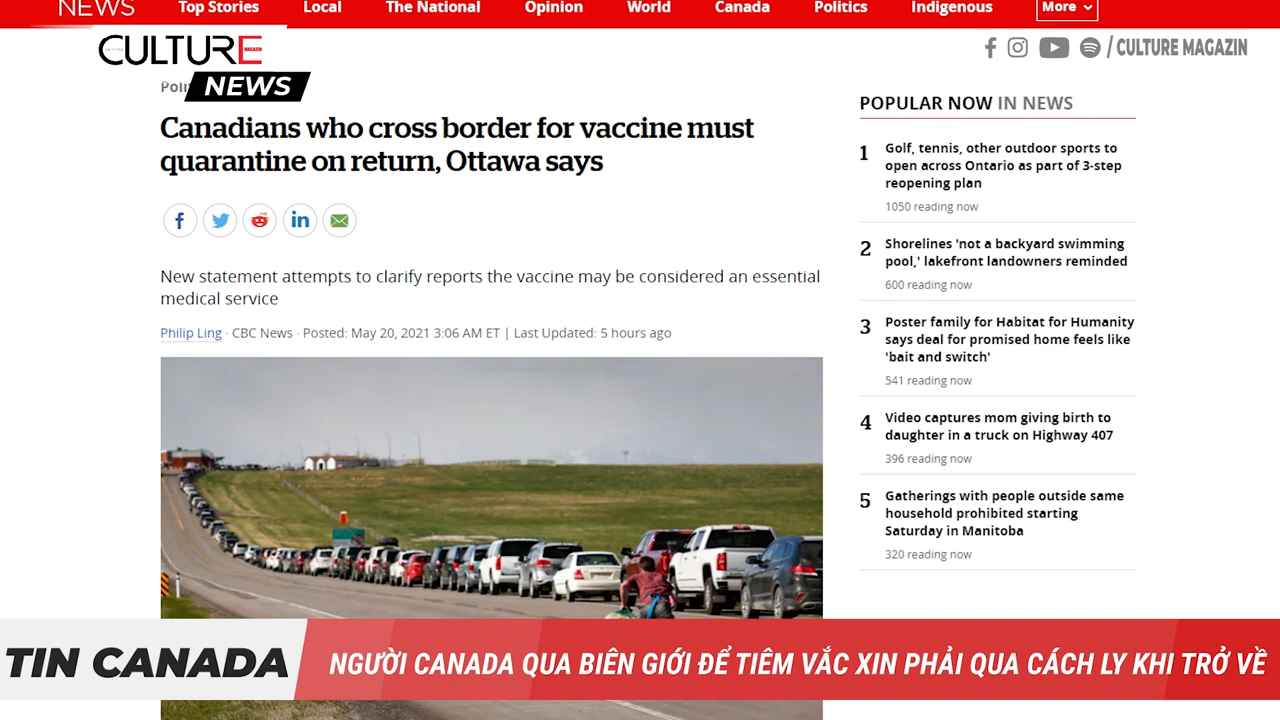 NEWS
Top Stories Local The National Opinion World Canada Politics Indigenous More
CULTURE MAGAZIN
NEWS
/ CULTURE MAGAZIN
Canadians who cross border for vaccine must
quarantine on return, Ottawa says
New statement attempts to clarify reports the vaccine may be considered an essential
medical service
Philip Ling · CBC News · Posted: May 20, 2021 3:06 AM ET | Last Updated: 5 hours ago
POPULAR NOW IN NEWS
1 Golf, tennis, other outdoor sports to
open across Ontario as part of 3-step
reopening plan
1050 reading now
2 Shorelines 'not a backyard swimming
pool,' lakefront landowners reminded
600 reading now
3 Poster family for Habitat for Humanity
says deal for promised home feels like
'bait and switch'
541 reading now
4 Video captures mom giving birth to
daughter in a truck on Highway 407
396 reading now
5 Gatherings with people outside same
household prohibited starting
Saturday in Manitoba
320 reading now
TIN CANADA
NGƯỜI CANADA QUA BIÊN GIỚI ĐỂ TIÊM VẮC XIN PHẢI QUA CÁCH LY KHI TRỞ VỀ